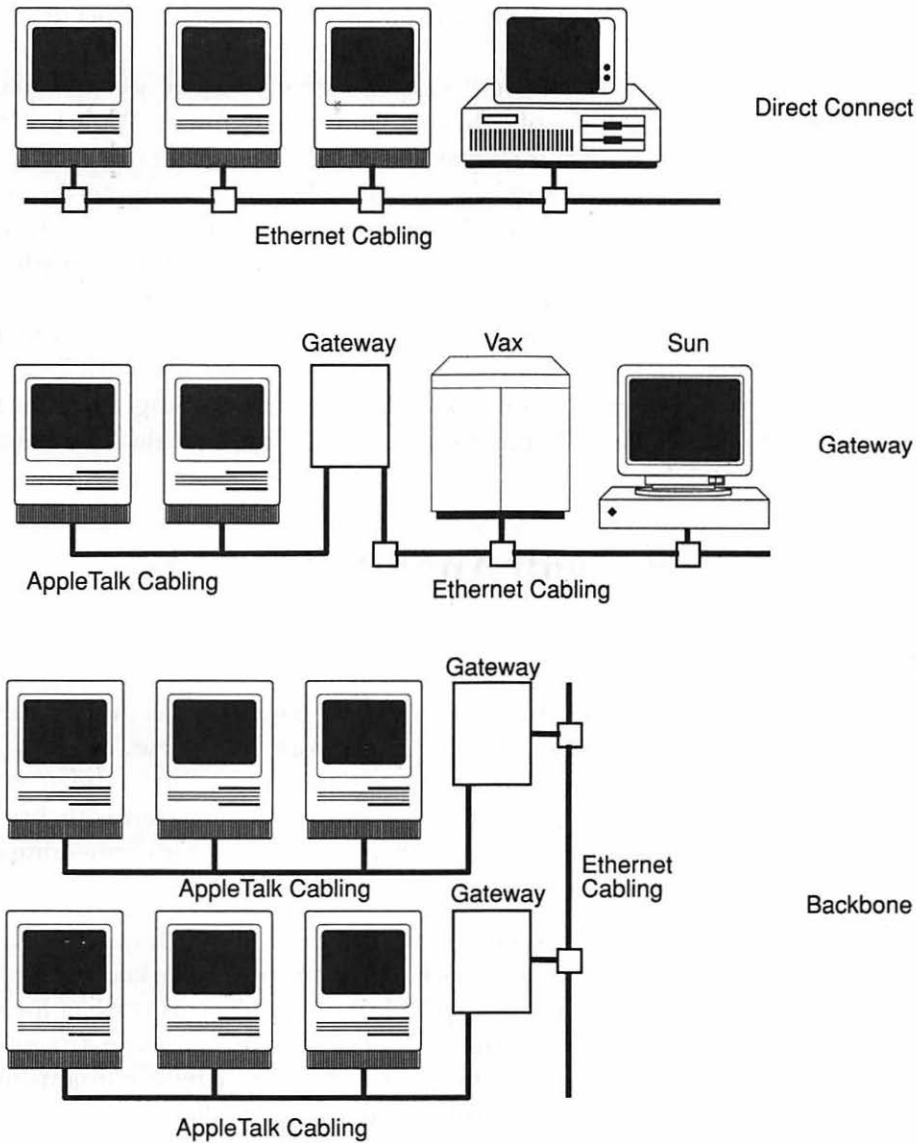 Direct Connect
Ethernet Cabling
Gateway
Vax
Sun
Gateway
AppleTalk Cabling
Ethernet Cabling
Gateway
Ethernet
Cabling
AppleTalk Cabling
Gateway
Backbone
AppleTalk Cabling